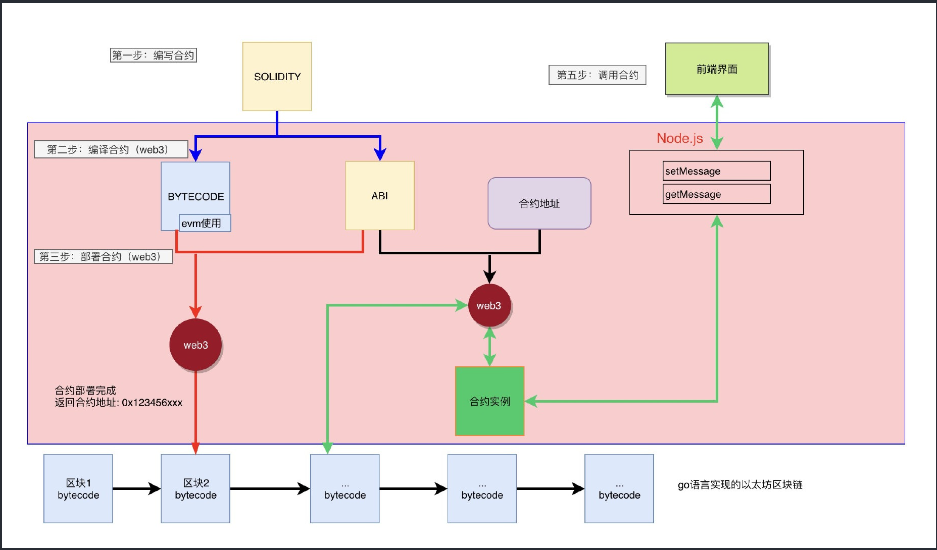 第一步：编写合约
SOLIDITY
第五步：调用合约
前端界面
第二步：编译合约（web3）
Node.js
setMessage
getMessage
BYTECODE
evm使用
ABI
合约地址
第三步：部署合约（web3）
web3
web3
合约部署完成
返回合约地址: 0x123456xxx
合约实例
区块1
bytecode
区块2
bytecode
...
bytecode
...
bytecode
...
bytecode
go语言实现的以太坊区块链